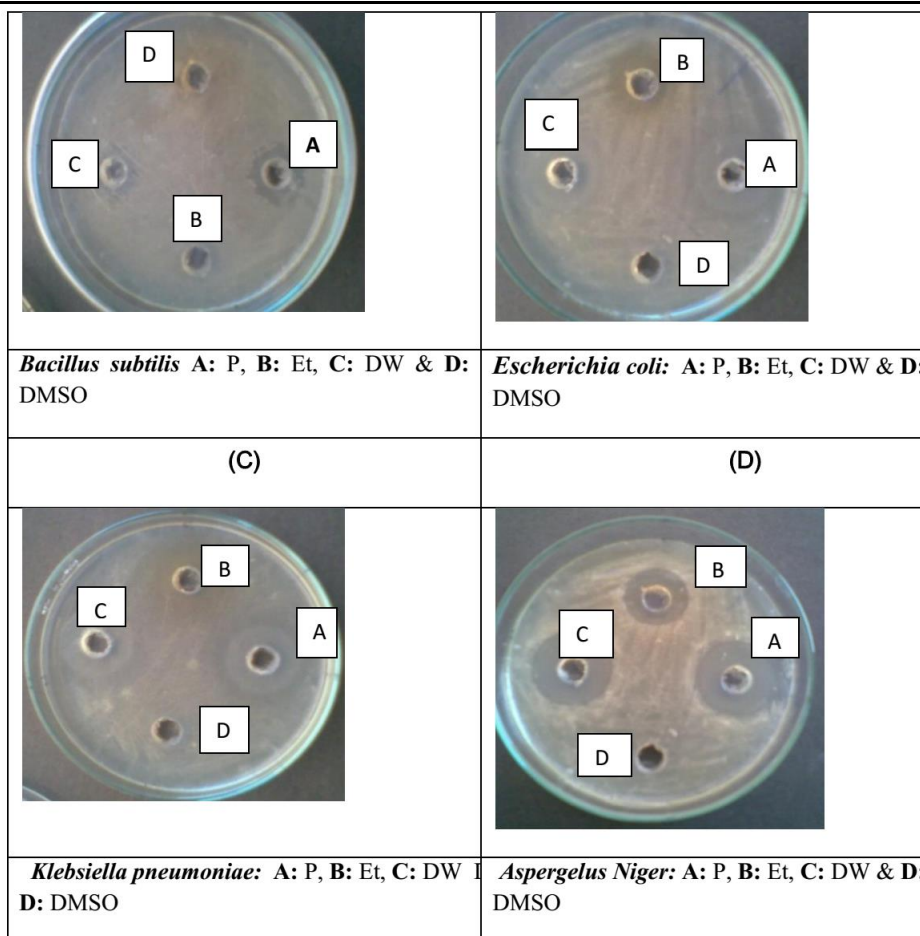 D
C
A
B
B
C
A
D
Bacillus subtilis A: P, B: Et, C: DW & D:
DMSO
Escherichia coli: A: P, B: Et, C: DW & D:
DMSO
(C)
(D)
B
C
A
D
B
C
A
D
Klebsiella pneumoniae: A: P, B: Et, C: DW
D: DMSO
Aspergelus Niger: A: P, B: Et, C: DW & D:
DMSO